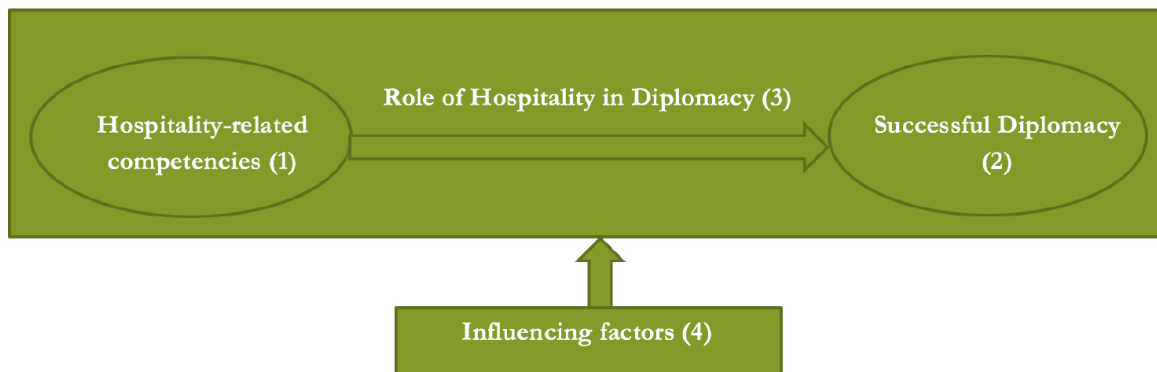 Role of Hospitality in Diplomacy (3)
Hospitality-related
competencies (1)
Successful Diplomacy
(2)
Influencing factors (4)